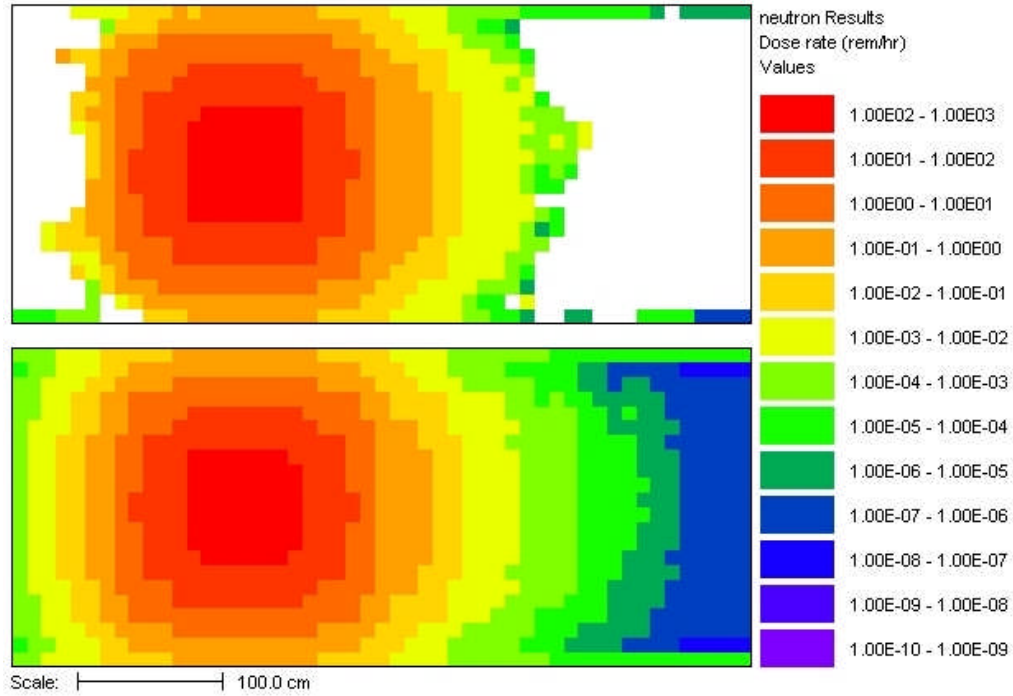 neutron Results
Dose rate (rem/hr)
Values
1.00E02 - 1.00E03
1.00E01 - 1.00E02
1.00E00 - 1.00E01
1.00E-01 - 1.00E00
1.00E-02 - 1.00E-01
1.00E-03 - 1.00E-02
1.00E-04 - 1.00E-03
1.00E-05 - 1.00E-04
1.00E-06 - 1.00E-05
1.00E-07 - 1.00E-06
1.00E-08 - 1.00E-07
1.00E-09 - 1.00E-08
1.00E-10 - 1.00E-09
Scale: 100.0 cm